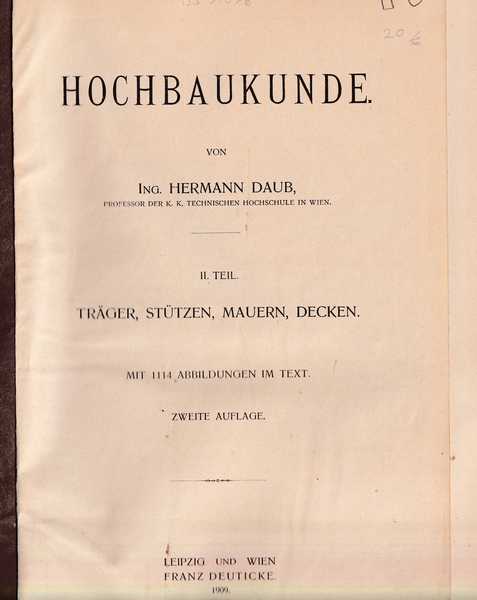 20 €
HOCHBAUKUNDE.
VON
ING. HERMANN DAUB,
PROFESSOR DER K. K. TECHNISCHEN HOCHSCHULE IN WIEN.
II. TEIL.
TRÄGER, STÜTZEN, MAUERN, DECKEN.
MIT 1114 ABBILDUNGEN IM TEXT.
ZWEITE AUFLAGE.
LEIPZIG UND WIEN
FRANZ DEUTICKE.
1909.